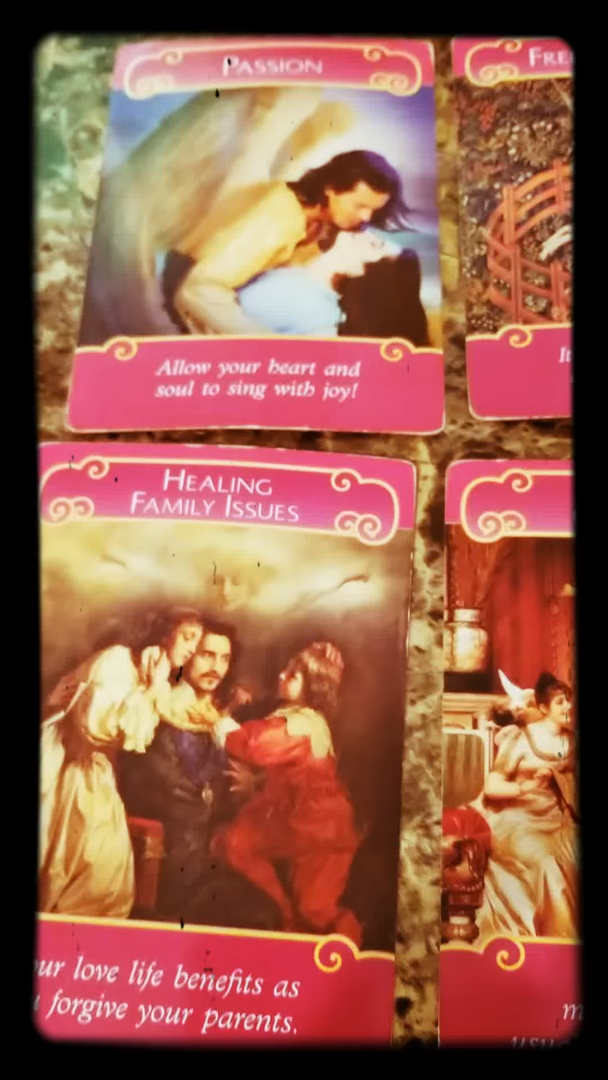 PASSION
Allow your heart and
soul to sing with joy!
HEALING
FAMILY ISSUES
love life benefits as
forgive your parents.